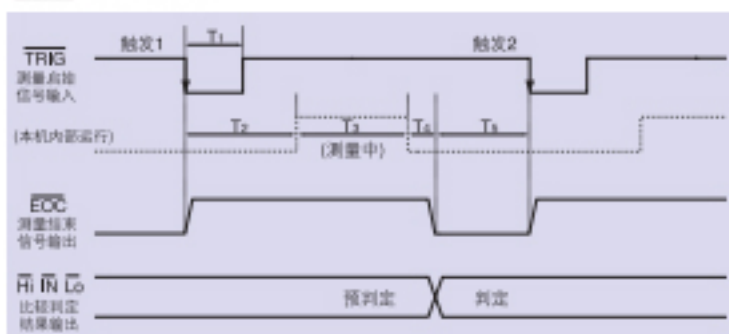 触发1
T1
触发2
TRIG
测量启始
信号输入
(本机内部运行)
T2
T3
T4
T5
(测量中)
EOC
测量结束
信号输出
Hi IN Lo
比较判定
结果输出
预判定
判定